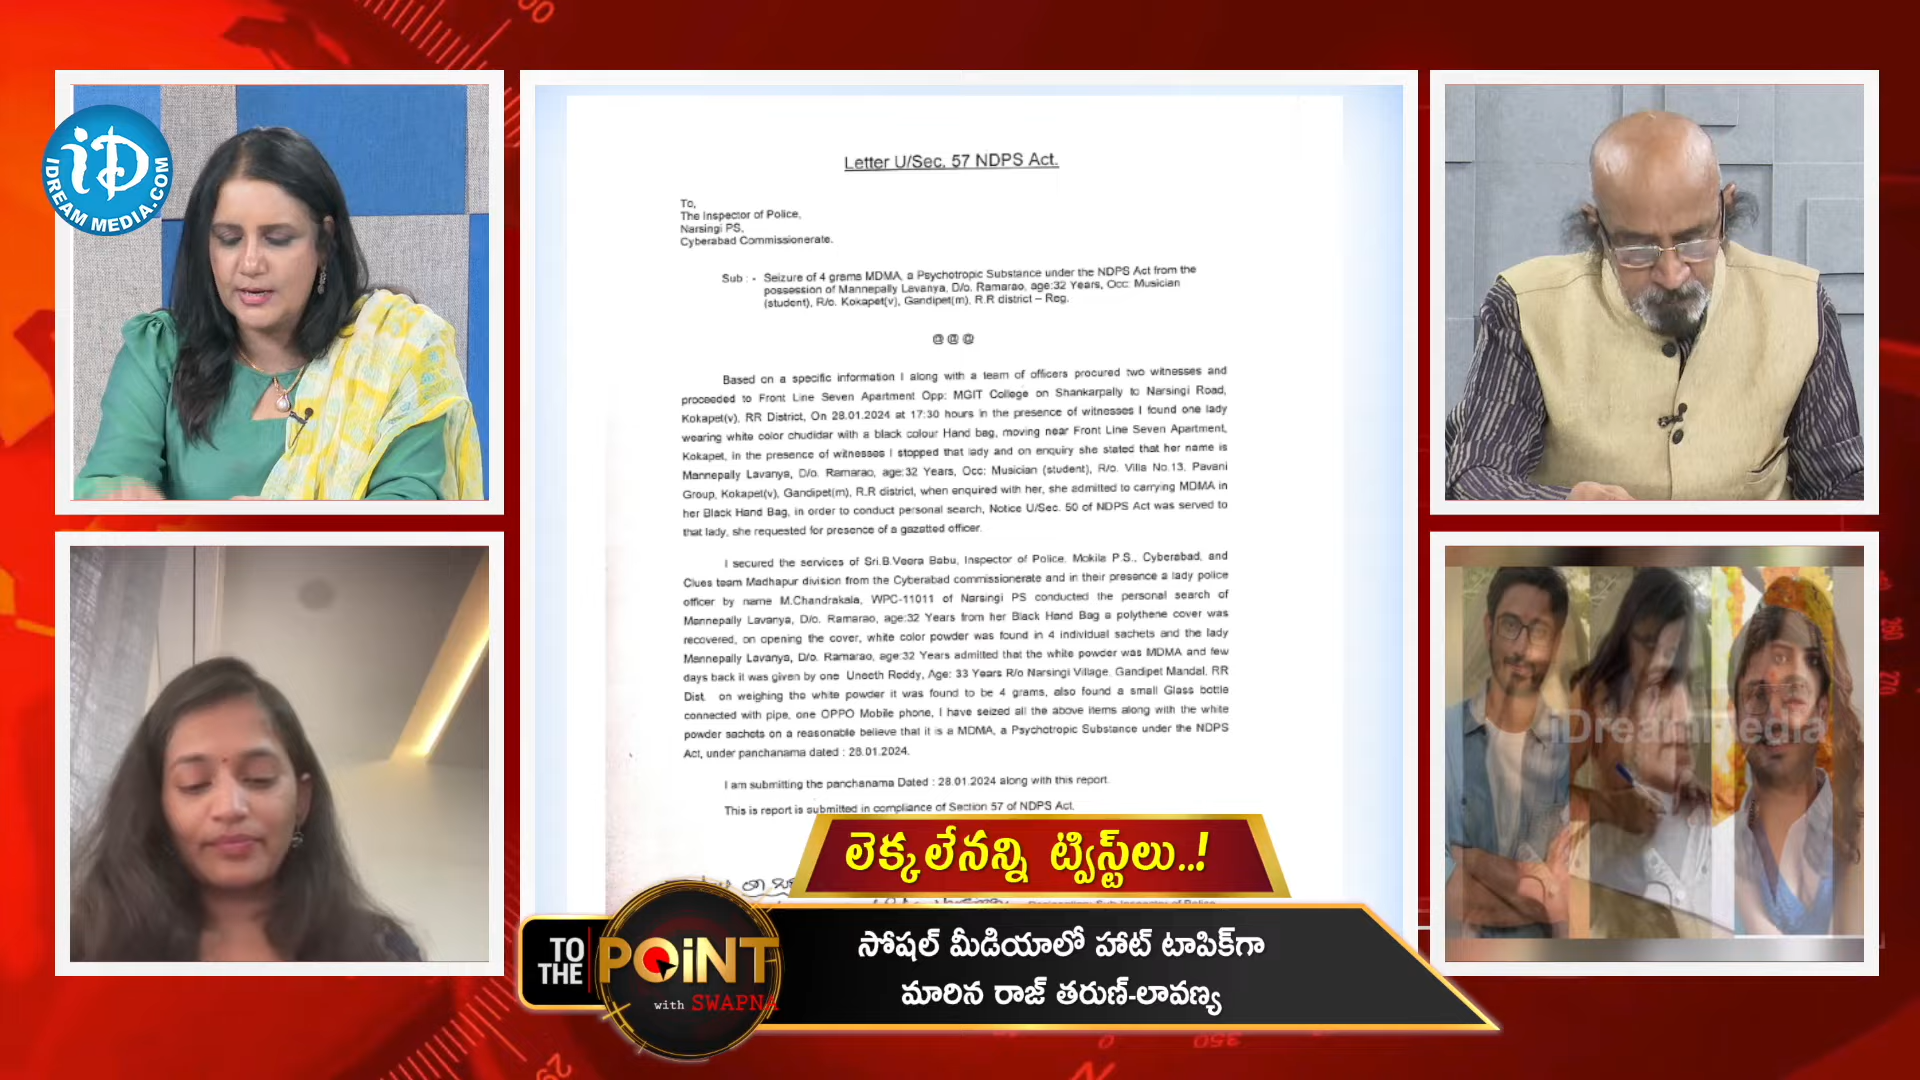 iD
IDREAM MEDIA.COM
Letter U/Sec. 57 NDPS Act.
To,
The Inspector of Police,
Narsingi PS,
Cyberabad Commissionerate.
Sub : - Seizure of 4 grams MDMA, a Psychotropic Substance under the NDPS Act from the
possession of Mannepally Lavanya, D/o. Ramarao, age:32 Years, Occ: Musician
(student), R/o. Kokapet(v), Gandipet(m), R.R district – Reg.
@@@
Based on a specific information I along with a team of officers procured two witnesses and
proceeded to Front Line Seven Apartment Opp: MGIT College on Shankarpally to Narsingi Road,
Kokapet(v), RR District, On 28.01.2024 at 17:30 hours in the presence of witnesses I found one lady
wearing white color chudidar with a black colour Hand bag, moving near Front Line Seven Apartment,
Kokapet, in the presence of witnesses I stopped that lady and on enquiry she stated that her name is
Mannepally Lavanya, D/o. Ramarao, age:32 Years, Occ: Musician (student), R/o. Villa No.13, Pavani
Group, Kokapet(v), Gandipet(m), R.R district, when enquired with her, she admitted to carrying MDMA in
her Black Hand Bag, in order to conduct personal search, Notice U/Sec. 50 of NDPS Act was served to
that lady, she requested for presence of a gazatted officer.
I secured the services of Sri.B.Veera Babu, Inspector of Police, Mokila P.S., Cyberabad, and
Clues team Madhapur division from the Cyberabad commissionerate and in their presence a lady police
officer by name M.Chandrakala, WPC-11011 of Narsingi PS conducted the personal search of
Mannepally Lavanya, D/o. Ramarao, age:32 Years from her Black Hand Bag a polythene cover was
recovered, on opening the cover, white color powder was found in 4 individual sachets and the lady
Mannepally Lavanya, D/o. Ramarao, age:32 Years admitted that the white powder was MDMA and few
days back it was given by one Uneeth Reddy, Age: 33 Years R/o Narsingi Village, Gandipet Mandal, RR
Dist. on weighing the white powder it was found to be 4 grams, also found a small Glass bottle
connected with pipe, one OPPO Mobile phone, I have seized all the above items along with the white
powder sachets on a reasonable believe that it is a MDMA, a Psychotropic Substance under the NDPS
Act, under panchanama dated : 28.01.2024.
I am submitting the panchanama Dated : 28.01.2024 along with this report.
This is report is submitted in compliance of Section 57 of NDPS Act.
iDreamMedia
లెక్కలేనన్ని ట్విస్ట్‌లు..!
TO THE POINT
with SWAPNA
సోషల్ మీడియాలో హాట్ టాపిక్‌గా
మారిన రాజ్ తరుణ్-లావణ్య